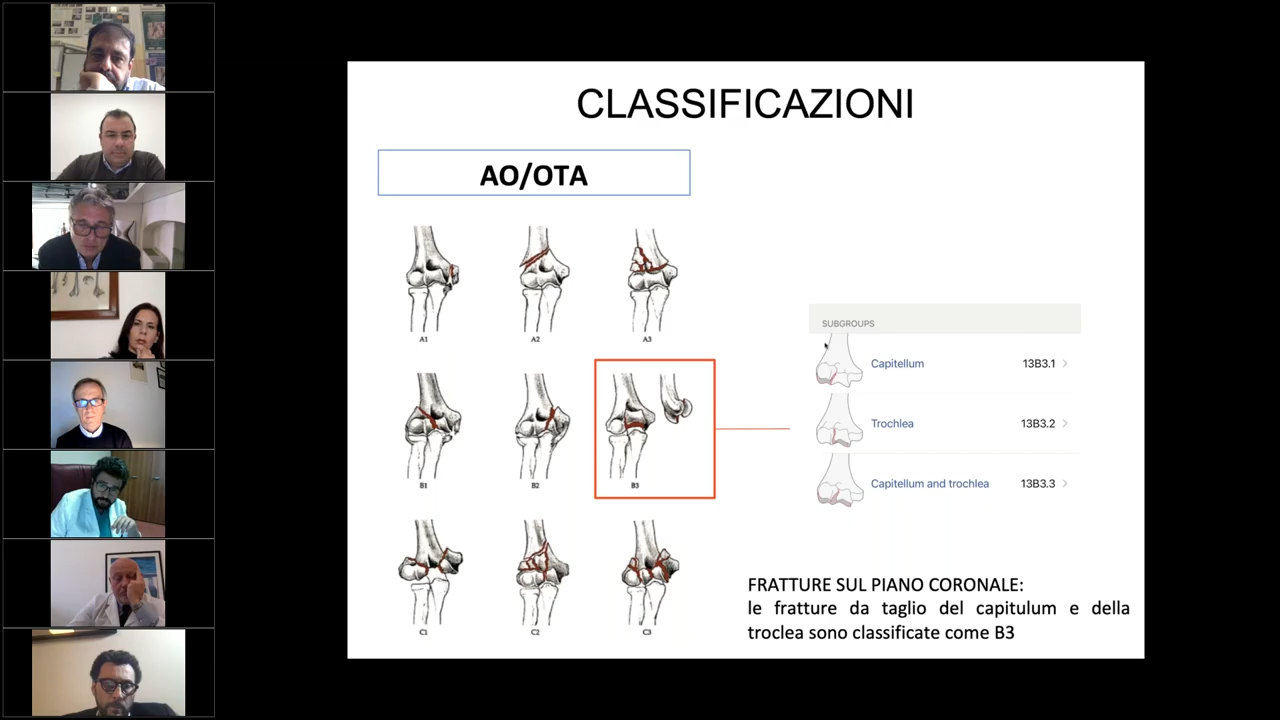 CLASSIFICAZIONI
AO/OTA
A1
A2
A3
B1
B2
B3
C1
C2
C3
SUBGROUPS
Capitellum 13B3.1
Trochlea 13B3.2
Capitellum and trochlea 13B3.3
FRATTURE SUL PIANO CORONALE:
le fratture da taglio del capitulum e della
troclea sono classificate come B3